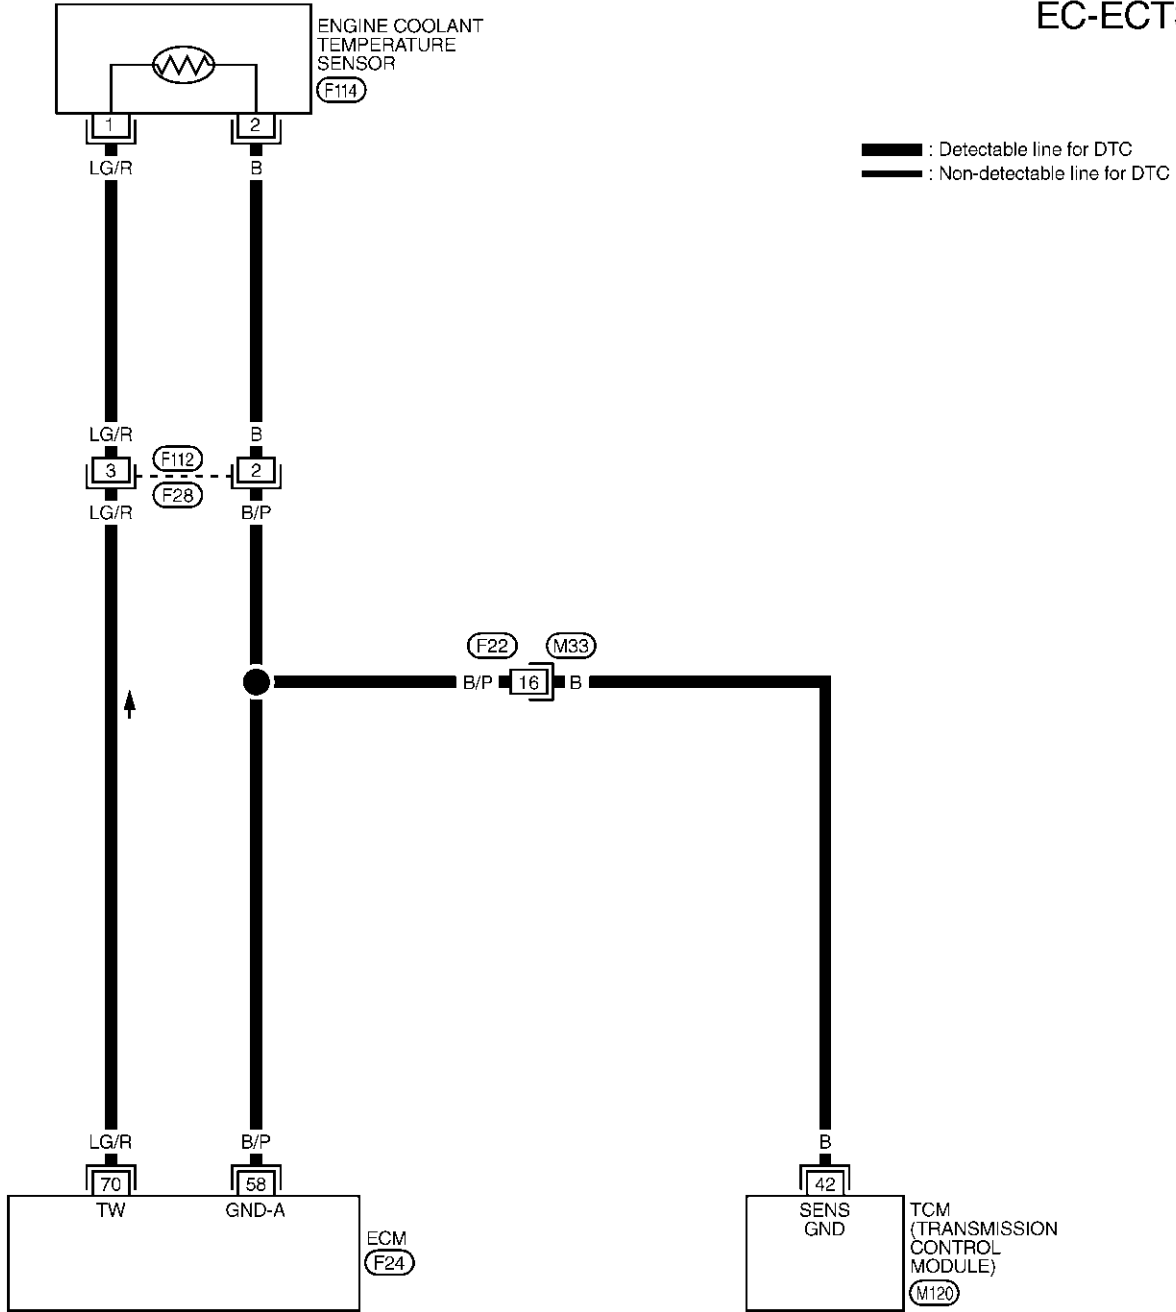 EC-ECT
ENGINE COOLANT
TEMPERATURE
SENSOR
F114
1
2
LG/R
B
: Detectable line for DTC
: Non-detectable line for DTC
LG/R
B
3
F112
2
F28
LG/R
B/P
F22
M33
B/P
16
B
LG/R
B/P
B
70
58
42
TW
GND-A
SENS
GND
ECM
F24
TCM
(TRANSMISSION
CONTROL
MODULE)
M120